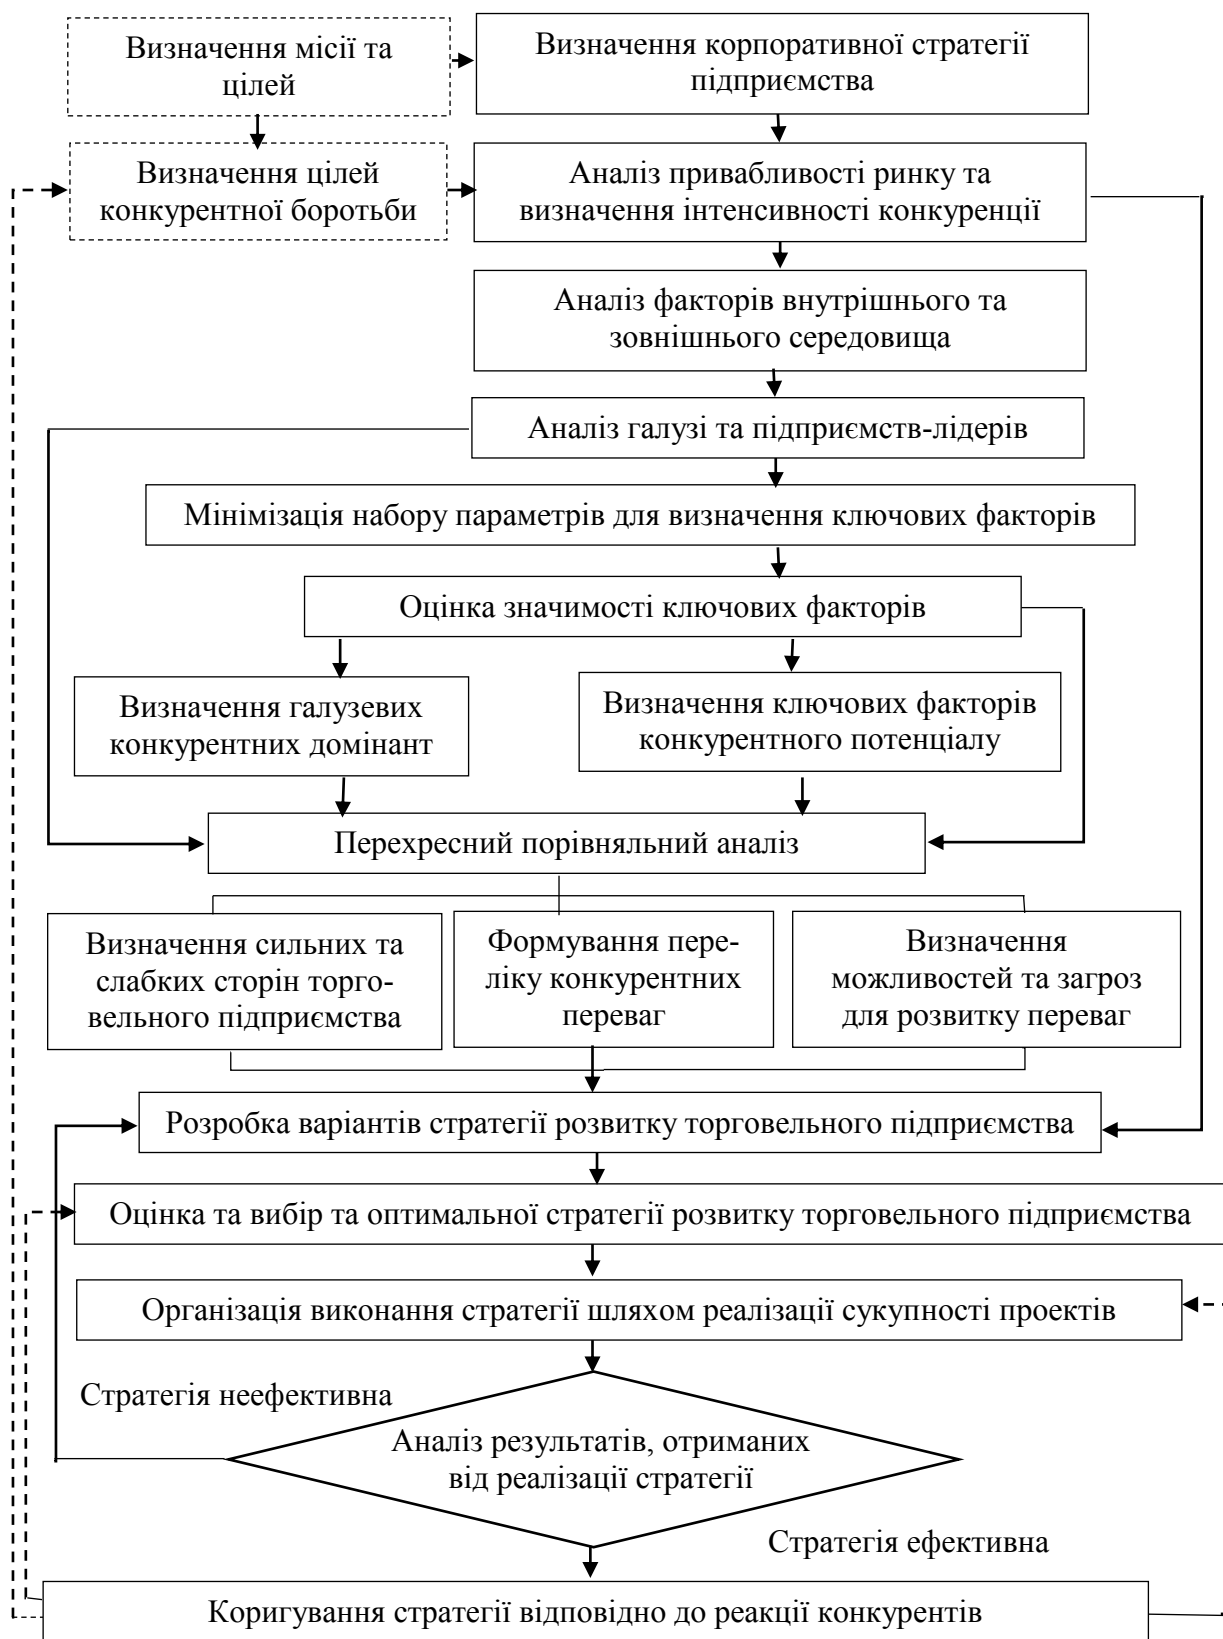 Визначення місії та
цілей
Визначення корпоративної стратегії
підприємства
Визначення цілей
конкурентної боротьби
Аналіз привабливості ринку та
визначення інтенсивності конкуренції
Аналіз факторів внутрішнього та
зовнішнього середовища
Аналіз галузі та підприємств-лідерів
Мінімізація набору параметрів для визначення ключових факторів
Оцінка значимості ключових факторів
Визначення галузевих
конкурентних домінант
Визначення ключових факторів
конкурентного потенціалу
Перехресний порівняльний аналіз
Визначення сильних та
слабких сторін торго-
вельного підприємства
Формування пере-
ліку конкурентних
переваг
Визначення
можливостей та загроз
для розвитку переваг
Розробка варіантів стратегії розвитку торговельного підприємства
Оцінка та вибір та оптимальної стратегії розвитку торговельного підприємства
Організація виконання стратегії шляхом реалізації сукупності проектів
Стратегія неефективна
Аналіз результатів, отриманих
від реалізації стратегії
Стратегія ефективна
Коригування стратегії відповідно до реакції конкурентів